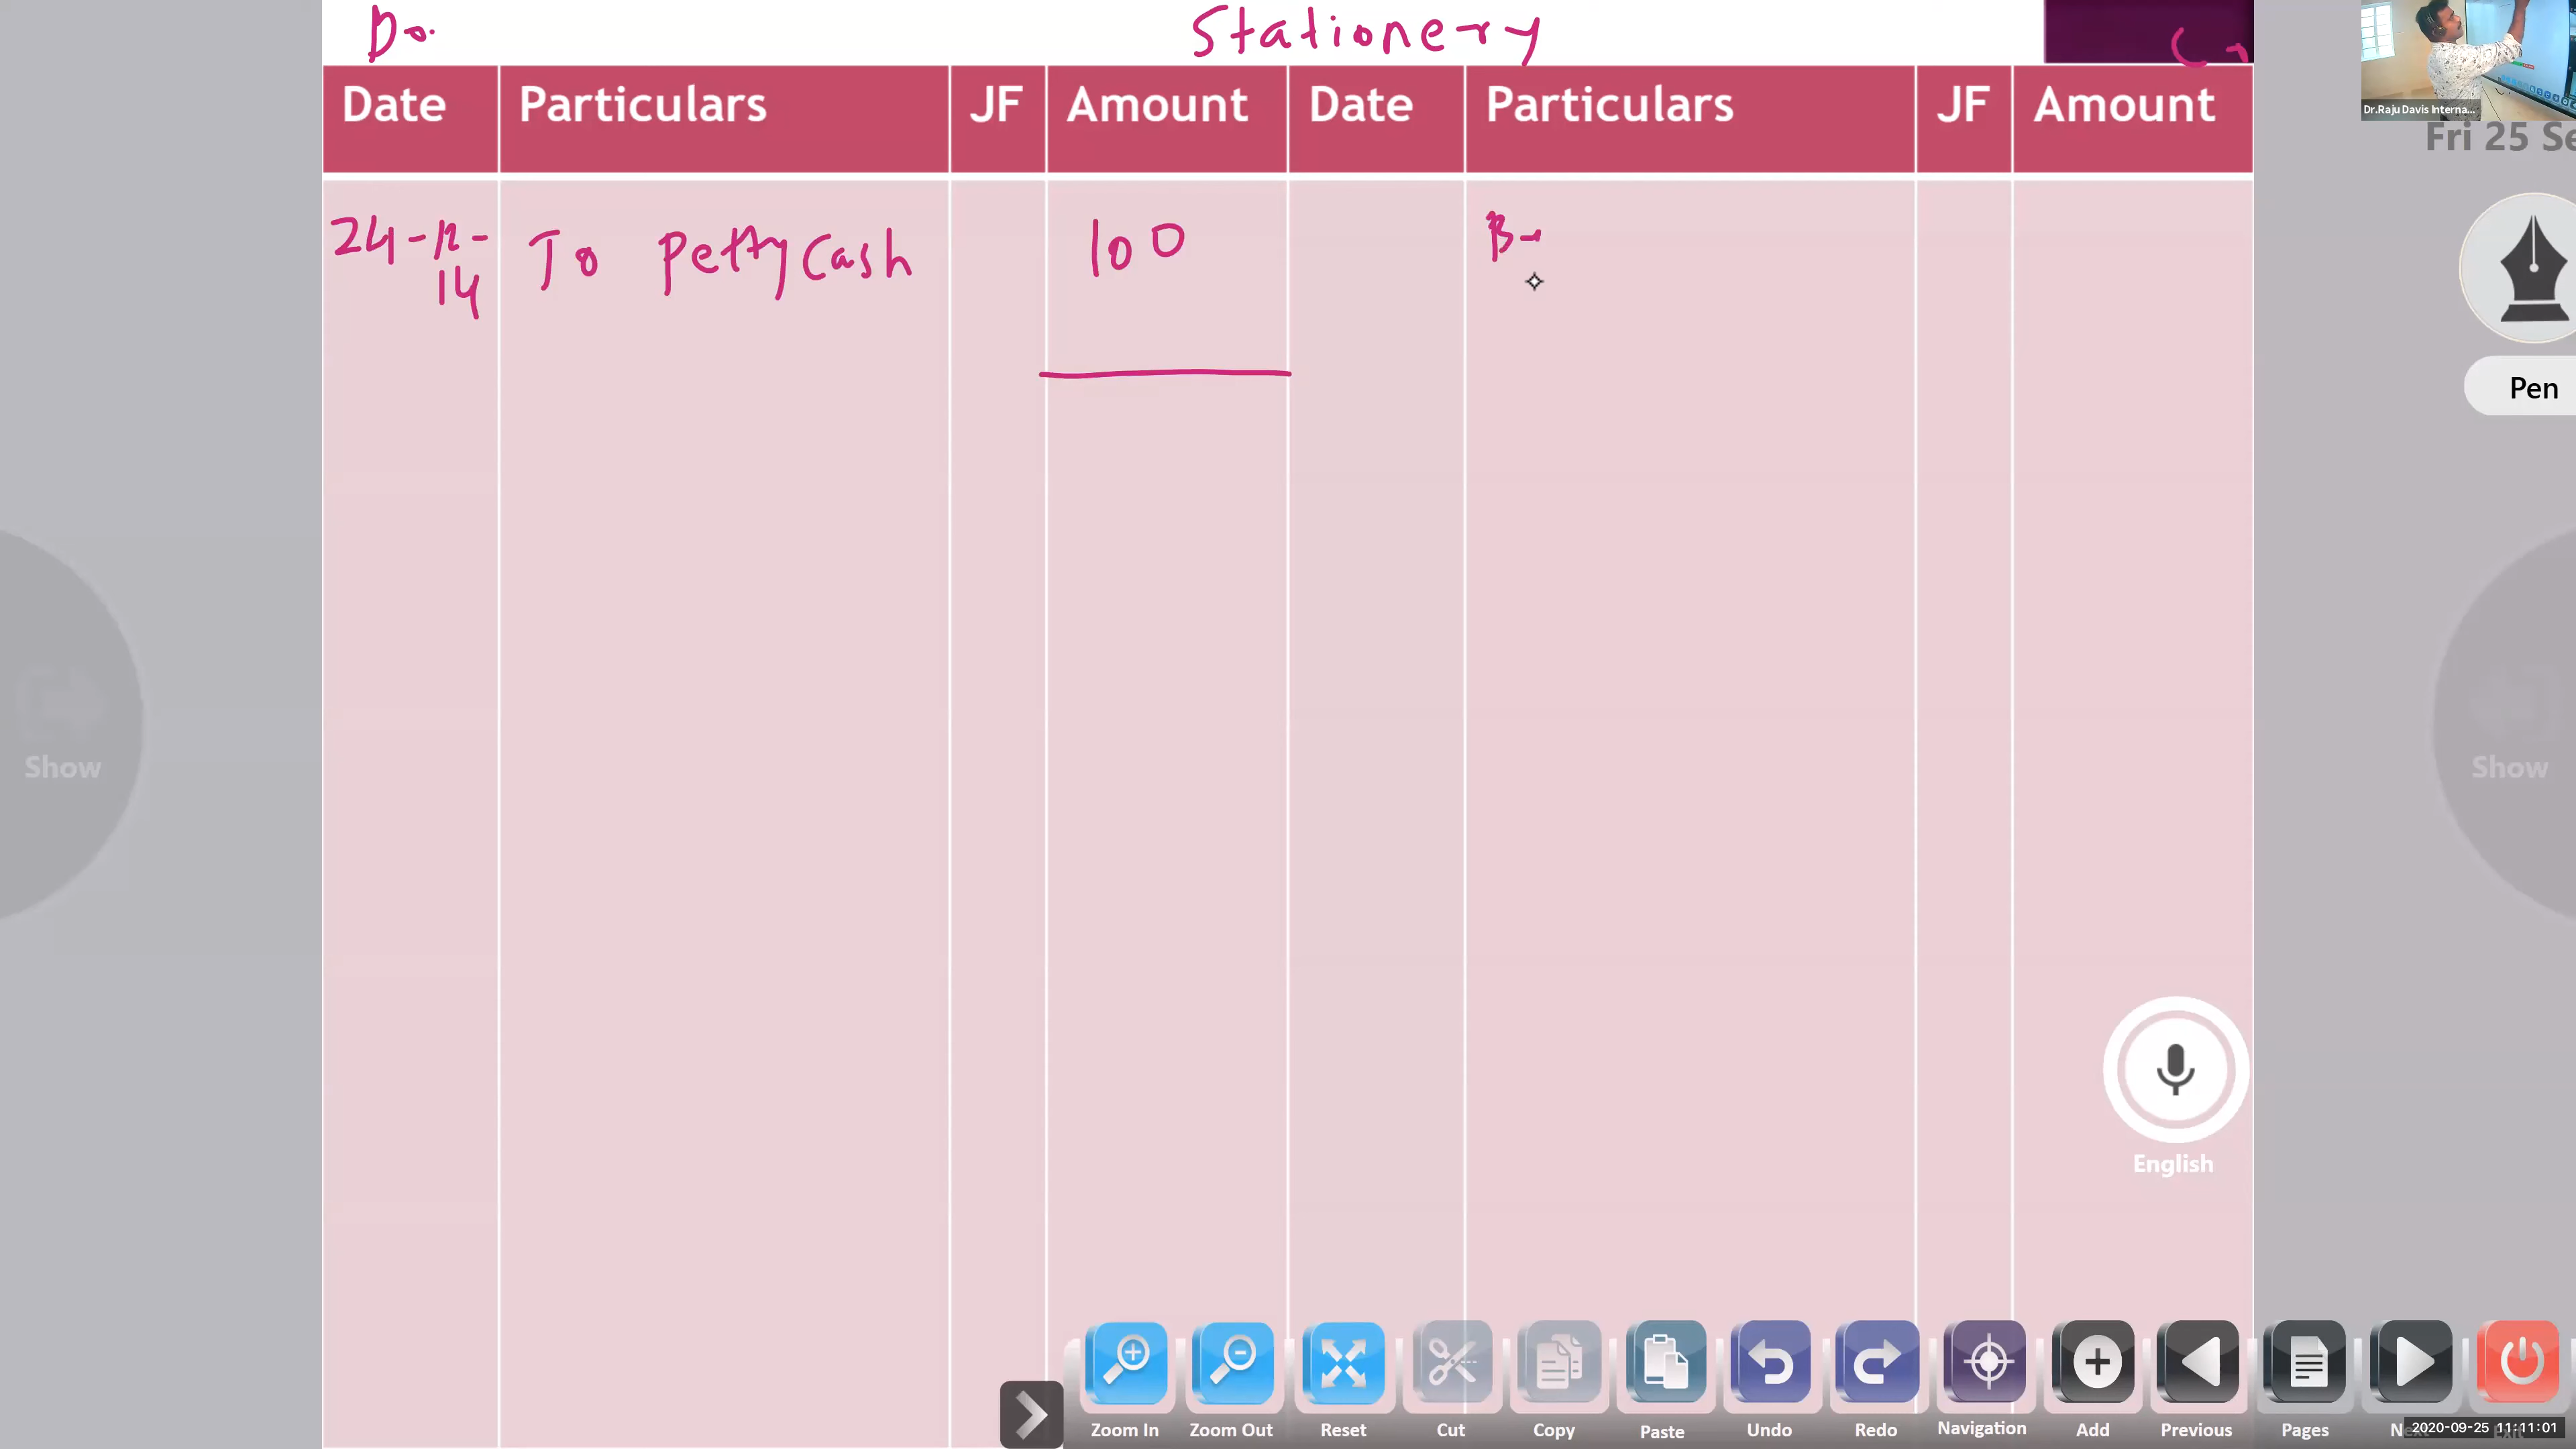 Dr. Stationery
Dr.Raju Davis Interna...
Fri 25 Se
Date Particulars JF Amount Date Particulars JF Amount
24-12-14 To Petty Cash 100
Pen
Show
Show
English
Zoom In Zoom Out Reset Cut Copy Paste Undo Redo Navigation Add Previous Pages
2020-09-25 11:11:01